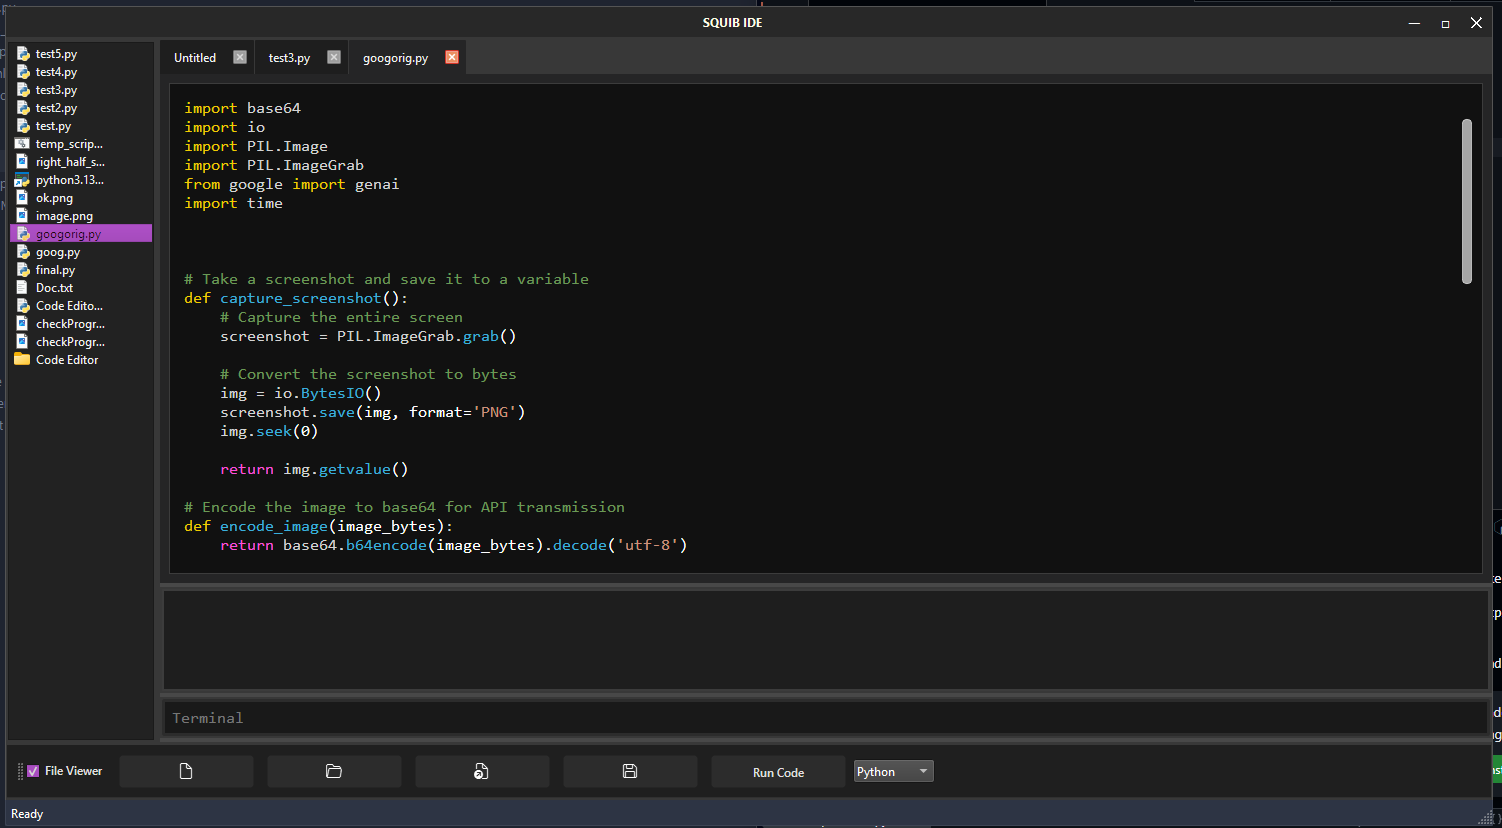 SQUIB IDE
test5.py
test4.py
test3.py
test2.py
test.py
temp_scrip...
right_half_s...
python3.13...
ok.png
image.png
googorig.py
goog.py
final.py
Doc.txt
Code Edito...
checkProgr...
checkProgr...
Code Editor
Untitled
test3.py
googorig.py
import base64
import io
import PIL.Image
import PIL.ImageGrab
from google import genai
import time
# Take a screenshot and save it to a variable
def capture_screenshot():
    # Capture the entire screen
    screenshot = PIL.ImageGrab.grab()
    # Convert the screenshot to bytes
    img = io.BytesIO()
    screenshot.save(img, format='PNG')
    img.seek(0)
    return img.getvalue()
# Encode the image to base64 for API transmission
def encode_image(image_bytes):
    return base64.b64encode(image_bytes).decode('utf-8')
Terminal
File Viewer
Run Code
Python
Ready